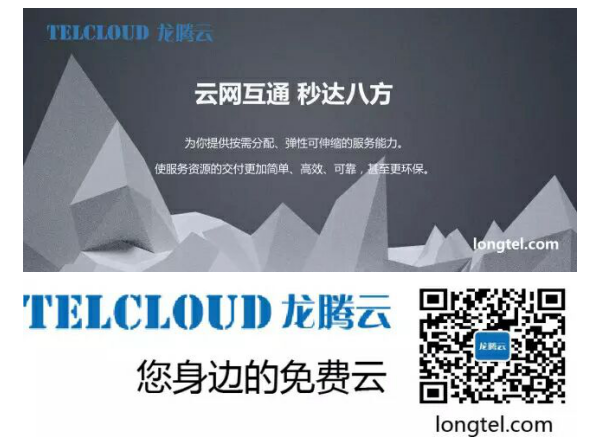 TELCLOUD 龙腾云
云网互通 秒达八方
为你提供按需分配、弹性可伸缩的服务能力。
使服务资源的交付更加简单、高效、可靠，甚至更环保。
longtel.com
TELCLOUD 龙腾云
龙腾云
您身边的免费云
longtel.com